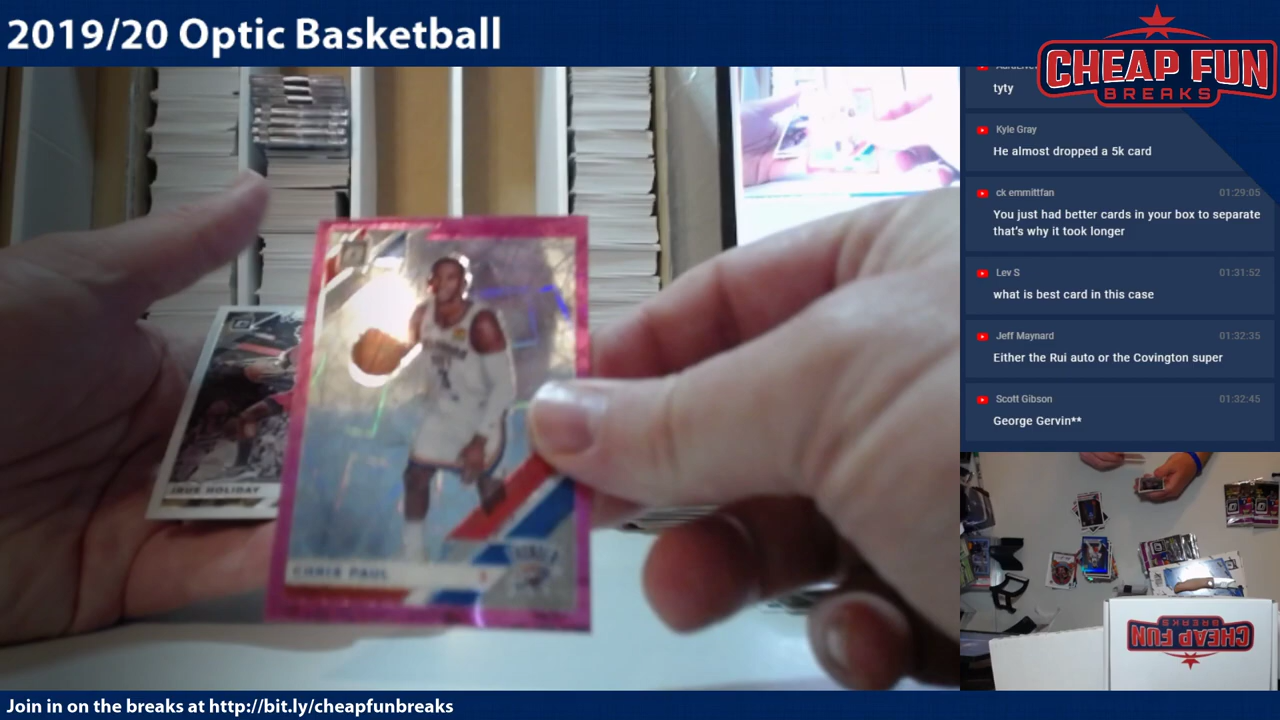 2019/20 Optic Basketball
CHEAP FUN
BREAKS
tyty
Kyle Gray
He almost dropped a 5k card
ck emmittfan 01:29:05
You just had better cards in your box to separate
that's why it took longer
Lev S 01:31:52
what is best card in this case
Jeff Maynard 01:32:35
Either the Rui auto or the Covington super
Scott Gibson 01:32:45
George Gervin**
JRUE HOLIDAY
CHRIS PAUL
THUNDER
CHEAP FUN
BREAKS
Join in on the breaks at http://bit.ly/cheapfunbreaks